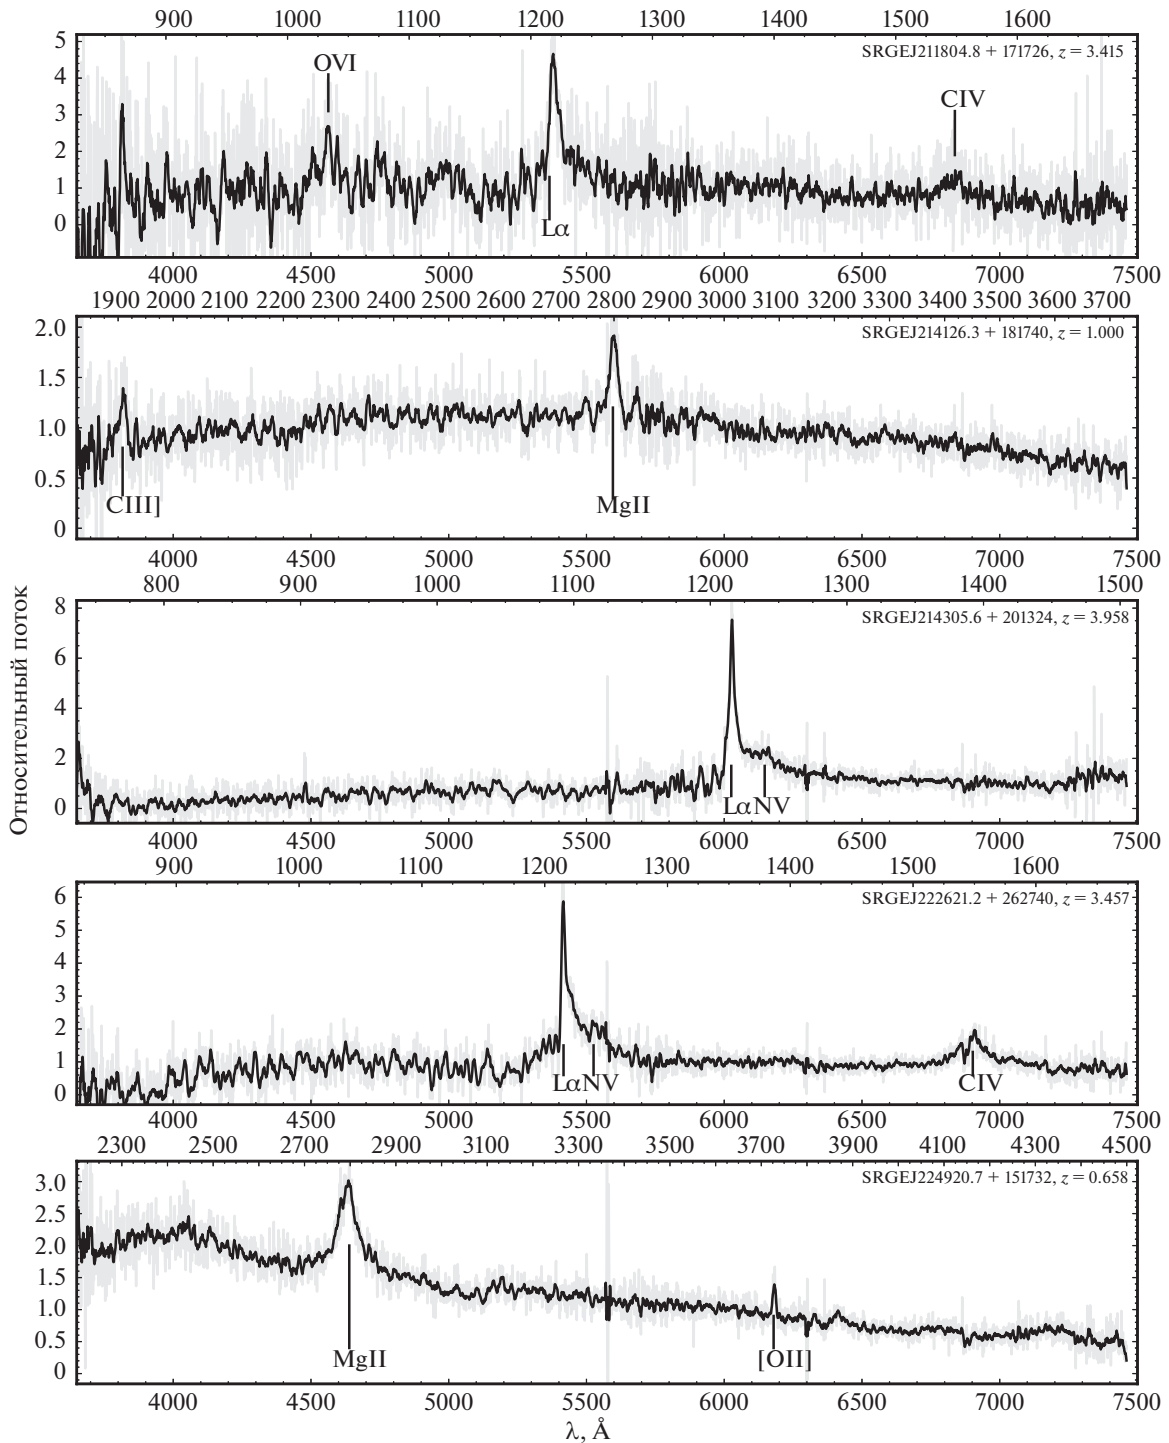 900 1000 1100 1200 1300 1400 1500 1600
5
SRGEJ211804.8 + 171726, z = 3.415
OVI
4
CIV
3
2
1
0
Lα
4000 4500 5000 5500 6000 6500 7000 7500
1900 2000 2100 2200 2300 2400 2500 2600 2700 2800 2900 3000 3100 3200 3300 3400 3500 3600 3700
2.0
SRGEJ214126.3 + 181740, z = 1.000
1.5
1.0
0.5
CIII]
MgII
0
4000 4500 5000 5500 6000 6500 7000 7500
800 900 1000 1100 1200 1300 1400 1500
Относительный поток
8
SRGEJ214305.6 + 201324, z = 3.958
6
4
2
0
Lα NV
4000 4500 5000 5500 6000 6500 7000 7500
900 1000 1100 1200 1300 1400 1500 1600
6
SRGEJ222621.2 + 262740, z = 3.457
5
4
3
2
1
0
Lα NV
CIV
4000 4500 5000 5500 6000 6500 7000 7500
2300 2500 2700 2900 3100 3300 3500 3700 3900 4100 4300 4500
3.0
SRGEJ224920.7 + 151732, z = 0.658
2.5
2.0
1.5
1.0
0.5
0
MgII
[OII]
4000 4500 5000 5500 6000 6500 7000 7500
λ, Å